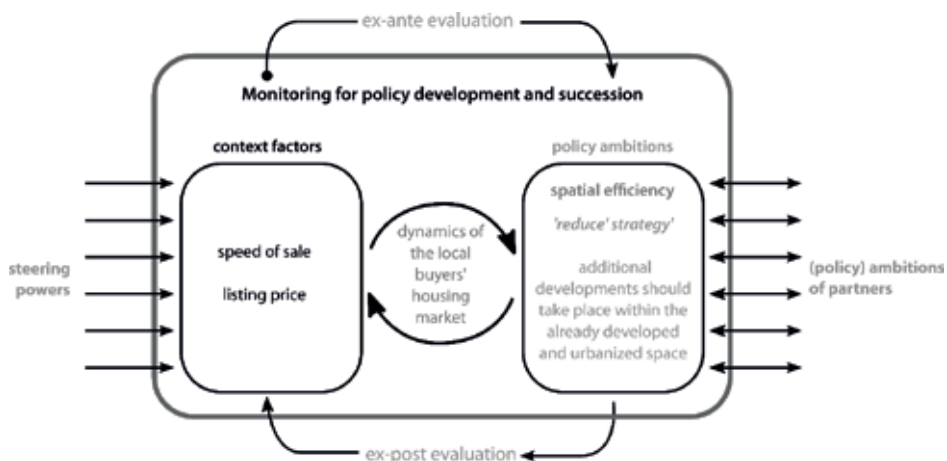 ex-ante evaluation
Monitoring for policy development and succession
context factors
policy ambitions
steering
powers
speed of sale
listing price
dynamics of
the local
buyers'
housing
market
spatial efficiency
'reduce' strategy'
additional
developments should
take place within the
already developed
and urbanized space
(policy) ambitions
of partners
ex-post evaluation